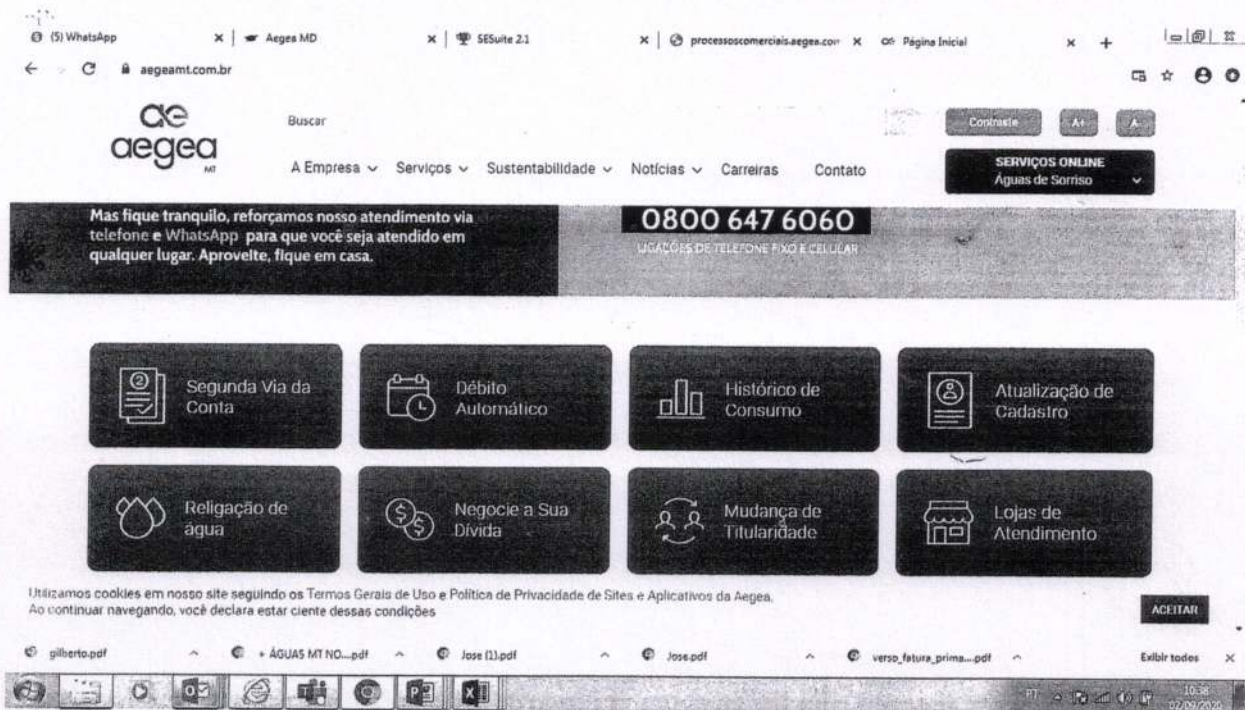 (5) WhatsApp
Aegea MD
SESuite 2.1
processoscomerciais.aegea.com
Página Inicial
aegeamt.com.br
ae
aegea
MT
Buscar
Contraste
A+
A-
A Empresa
Serviços
Sustentabilidade
Notícias
Carreiras
Contato
SERVIÇOS ONLINE
Águas de Sorriso
Mas fique tranquilo, reforçamos nosso atendimento via
telefone e WhatsApp para que você seja atendido em
qualquer lugar. Aproveite, fique em casa.
0800 647 6060
LIGAÇÕES DE TELEFONE FIXO E CELULAR
Segunda Via da
Conta
Débito
Automático
Histórico de
Consumo
Atualização de
Cadastro
Religação de
água
Negocie a Sua
Dívida
Mudança de
Titularidade
Lojas de
Atendimento
Utilizamos cookies em nosso site seguindo os Termos Gerais de Uso e Política de Privacidade de Sites e Aplicativos da Aegea.
Ao continuar navegando, você declara estar ciente dessas condições
ACEITAR
gilberto.pdf
+ ÁGUAS MT NO....pdf
Jose (1).pdf
Jose.pdf
verso_fatura_prima....pdf
Exibir todos
PT
10:38
02/09/2020